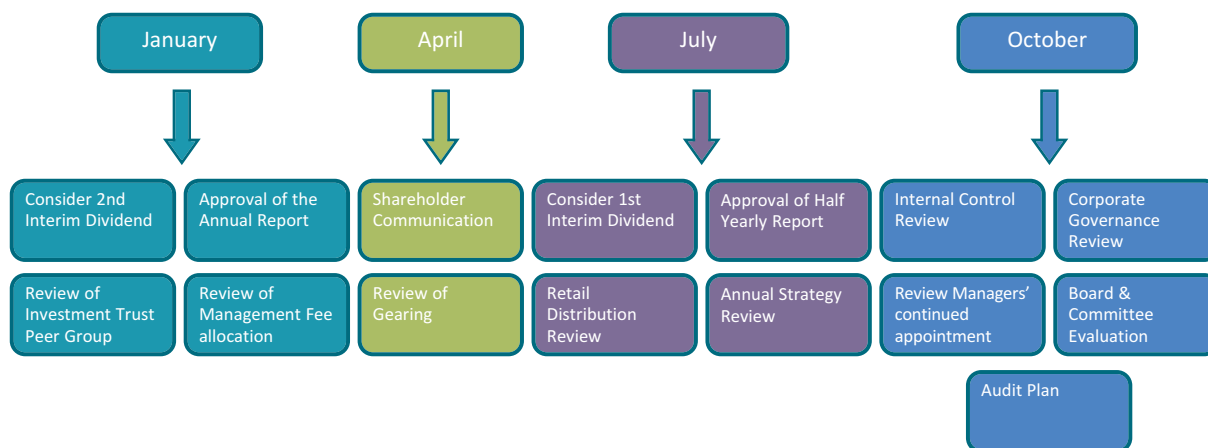 January
April
July
October
Consider 2nd
Interim Dividend
Approval of the
Annual Report
Shareholder
Communication
Consider 1st
Interim Dividend
Approval of Half
Yearly Report
Internal Control
Review
Corporate
Governance
Review
Review of
Investment Trust
Peer Group
Review of
Management Fee
allocation
Review of
Gearing
Retail
Distribution
Review
Annual Strategy
Review
Review Managers’
continued
appointment
Board &
Committee
Evaluation
Audit Plan